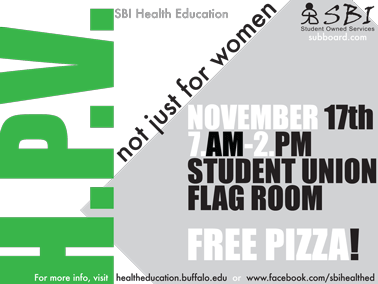 H.P.V.
SBI Health Education
not just for women
SBI
Student Owned Services
subboard.com
NOVEMBER 17th
7.AM-2.PM
STUDENT UNION
FLAG ROOM
FREE PIZZA!
For more info, visit healtheducation.buffalo.edu or www.facebook.com/sbihealthed